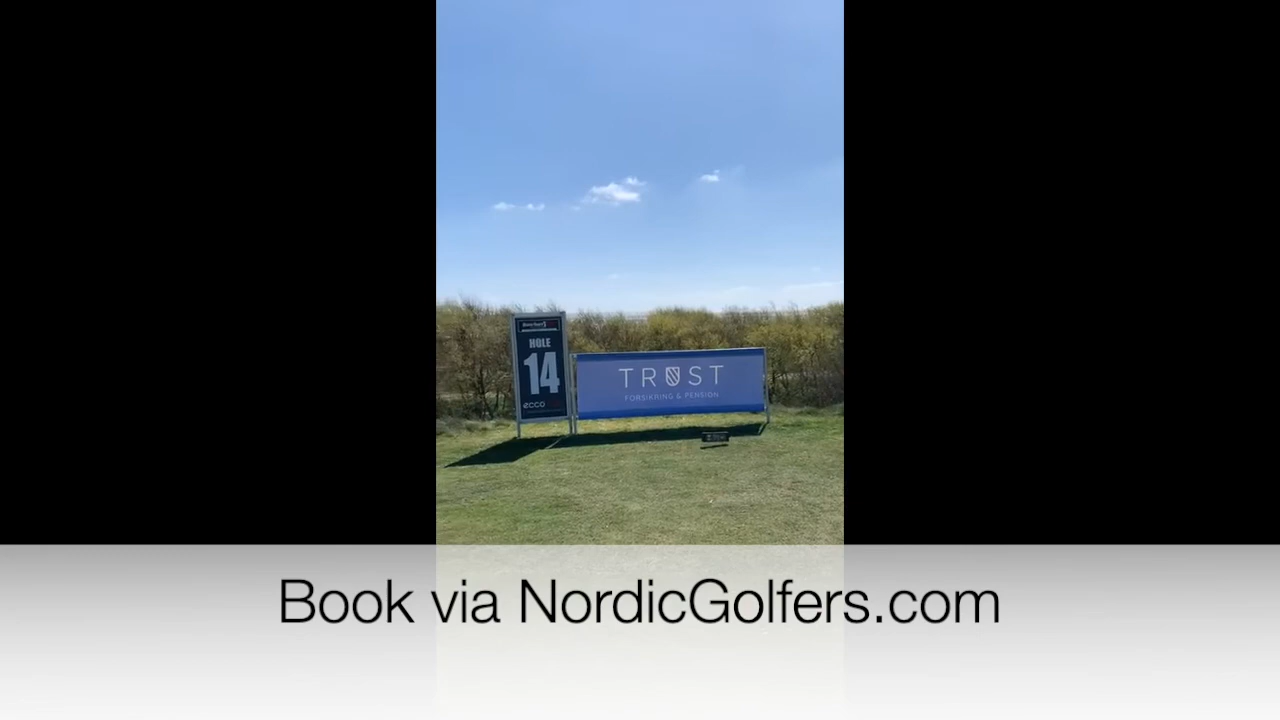 HOLE
14
ecco
TRUST
FORSIKRING & PENSION
Book via NordicGolfers.com